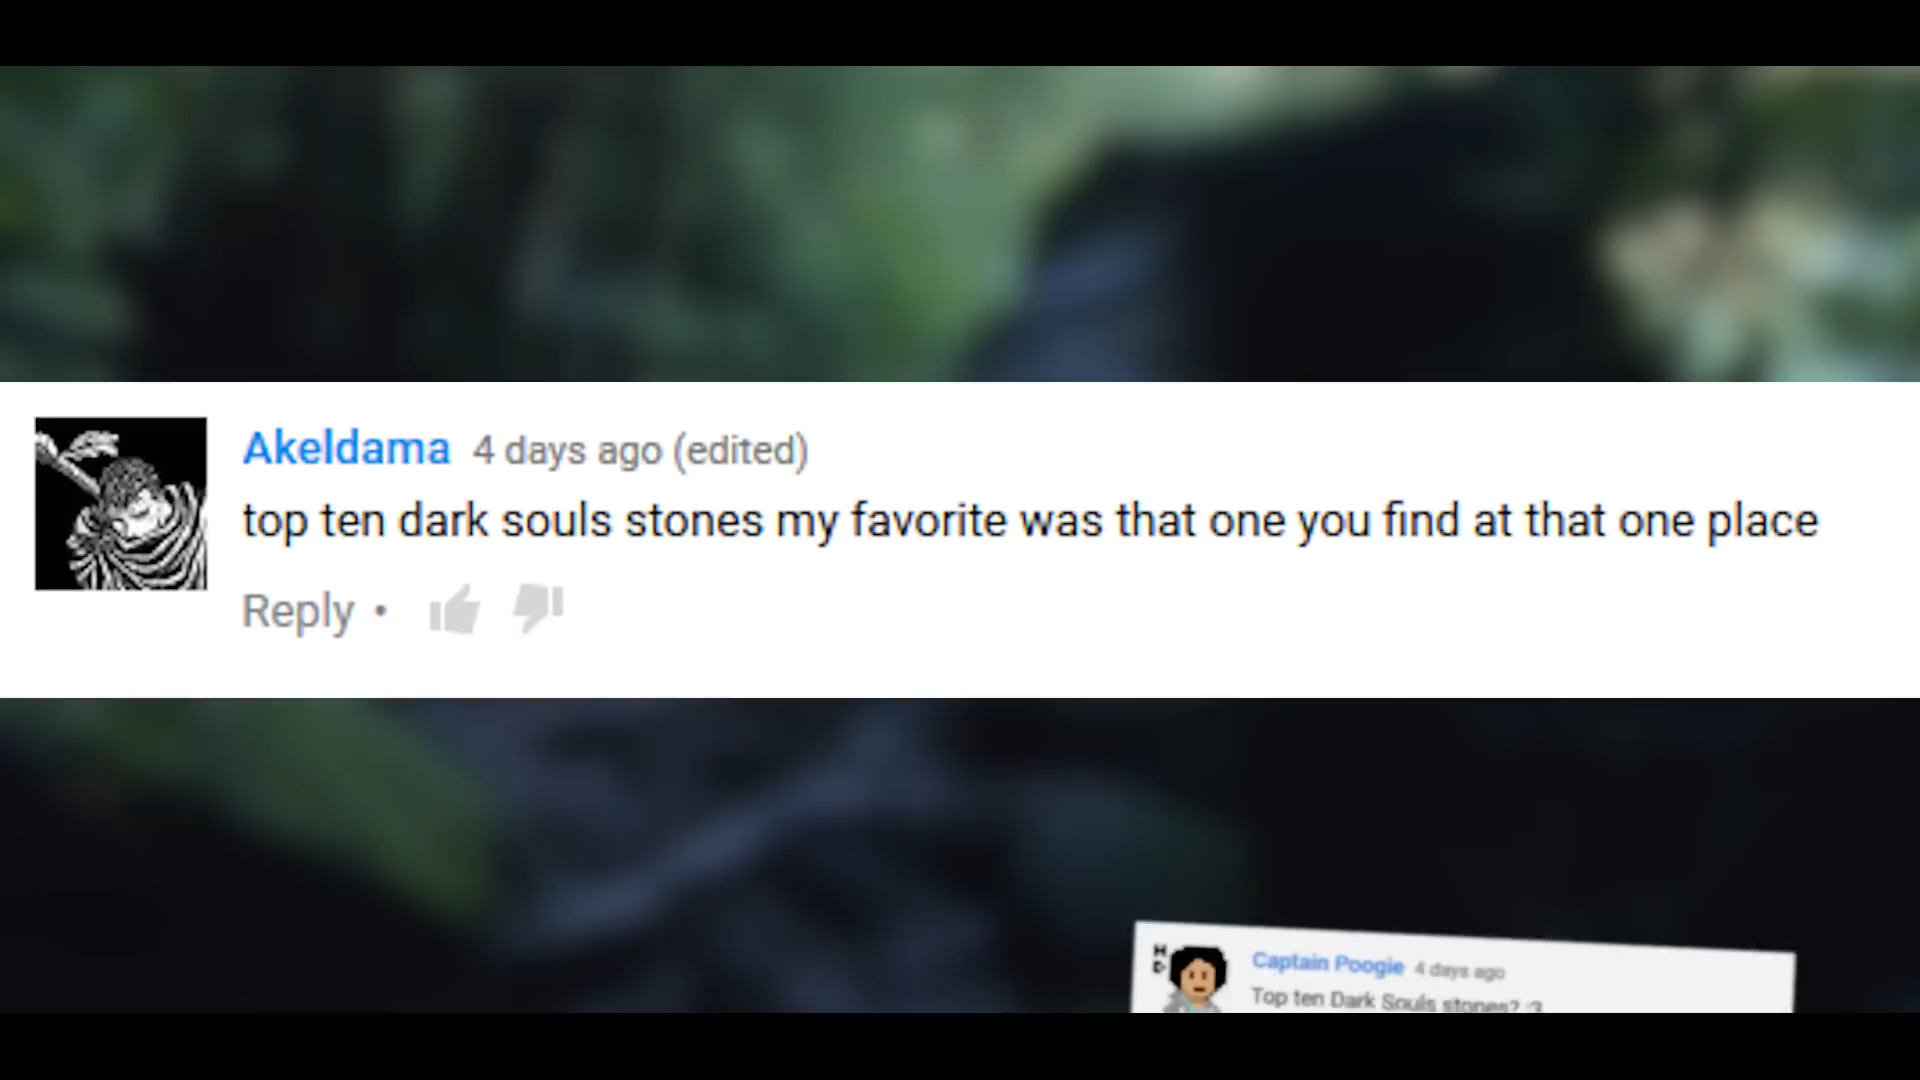 Akeldama 4 days ago (edited)
top ten dark souls stones my favorite was that one you find at that one place
Reply •
H
D
Captain Poogie 4 days ago
Top ten Dark Souls stones? :3